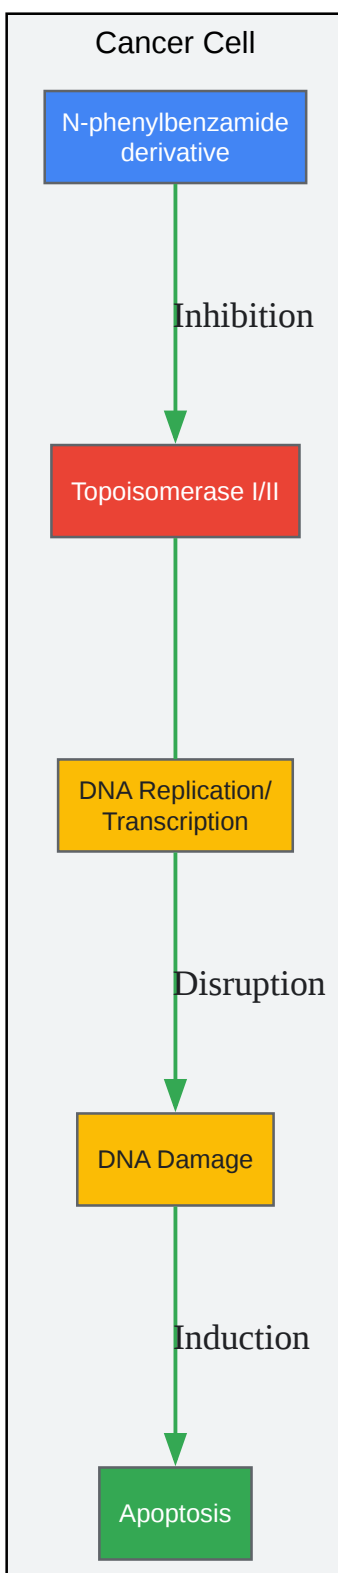 Cancer Cell
N-phenylbenzamide
derivative
Inhibition
Topoisomerase I/II
DNA Replication/
Transcription
Disruption
DNA Damage
Induction
Apoptosis